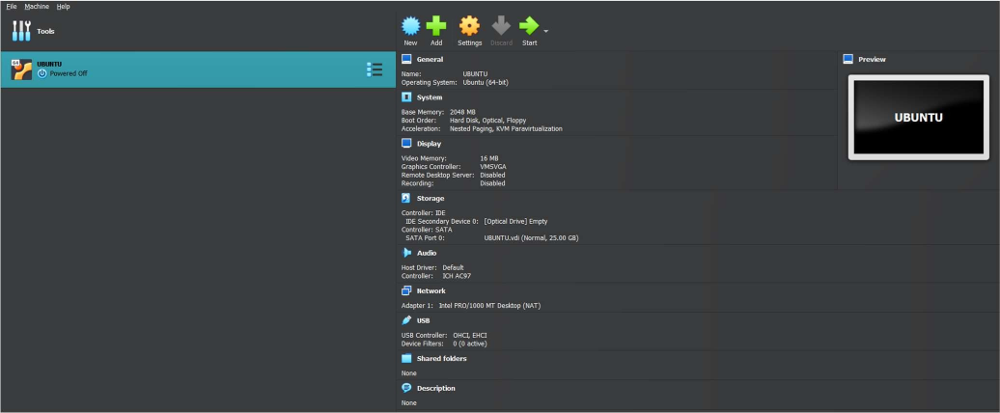 File Machine Help
Tools
New Add Settings Discard Start
64
UBUNTU
Powered Off
General
Name: UBUNTU
Operating System: Ubuntu (64-bit)
System
Base Memory: 2048 MB
Boot Order: Hard Disk, Optical, Floppy
Acceleration: Nested Paging, KVM Paravirtualization
Display
Video Memory: 16 MB
Graphics Controller: VMSVGA
Remote Desktop Server: Disabled
Recording: Disabled
Storage
Controller: IDE
IDE Secondary Device 0: [Optical Drive] Empty
Controller: SATA
SATA Port 0: UBUNTU.vdi (Normal, 25.00 GB)
Audio
Host Driver: Default
Controller: ICH AC97
Network
Adapter 1: Intel PRO/1000 MT Desktop (NAT)
USB
USB Controller: OHCI, EHCI
Device Filters: 0 (0 active)
Shared folders
None
Description
None
Preview
UBUNTU